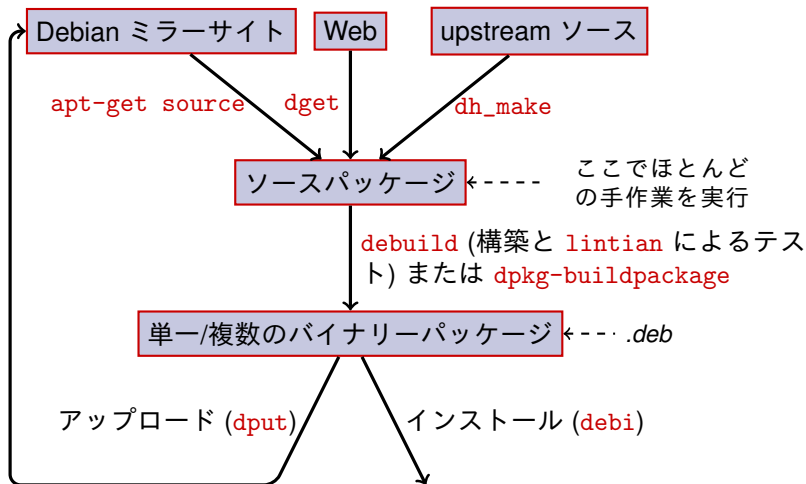 Debian ミラーサイト
Web
upstream ソース
apt-get source
dget
dh_make
ソースパッケージ
ここでほとんど
の手作業を実行
debuild (構築と lintian によるテス
ト) または dpkg-buildpackage
単一/複数のバイナリーパッケージ
.deb
アップロード (dput)
インストール (debi)